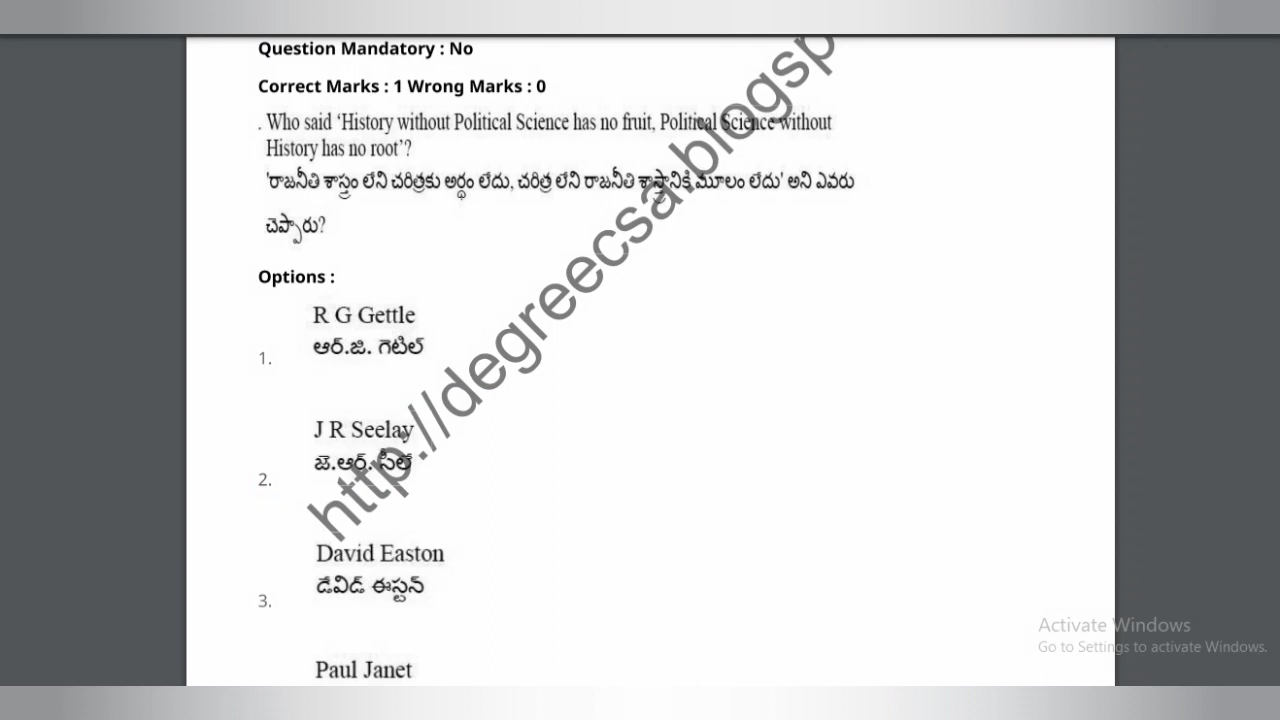 Question Mandatory : No
Correct Marks : 1 Wrong Marks : 0
. Who said ‘History without Political Science has no fruit, Political Science without
History has no root’?
'రాజనీతి శాస్త్రం లేని చరిత్రకు అర్థం లేదు, చరిత్ర లేని రాజనీతి శాస్త్రానికి మూలం లేదు' అని ఎవరు
చెప్పారు?
Options :
R G Gettle
ఆర్.జి. గెటిల్
1.
J R Seelay
జె.ఆర్. సీలే
2.
David Easton
డేవిడ్ ఈస్టన్
3.
Paul Janet
http://degreecsa.blogsp
Activate Windows
Go to Settings to activate Windows.